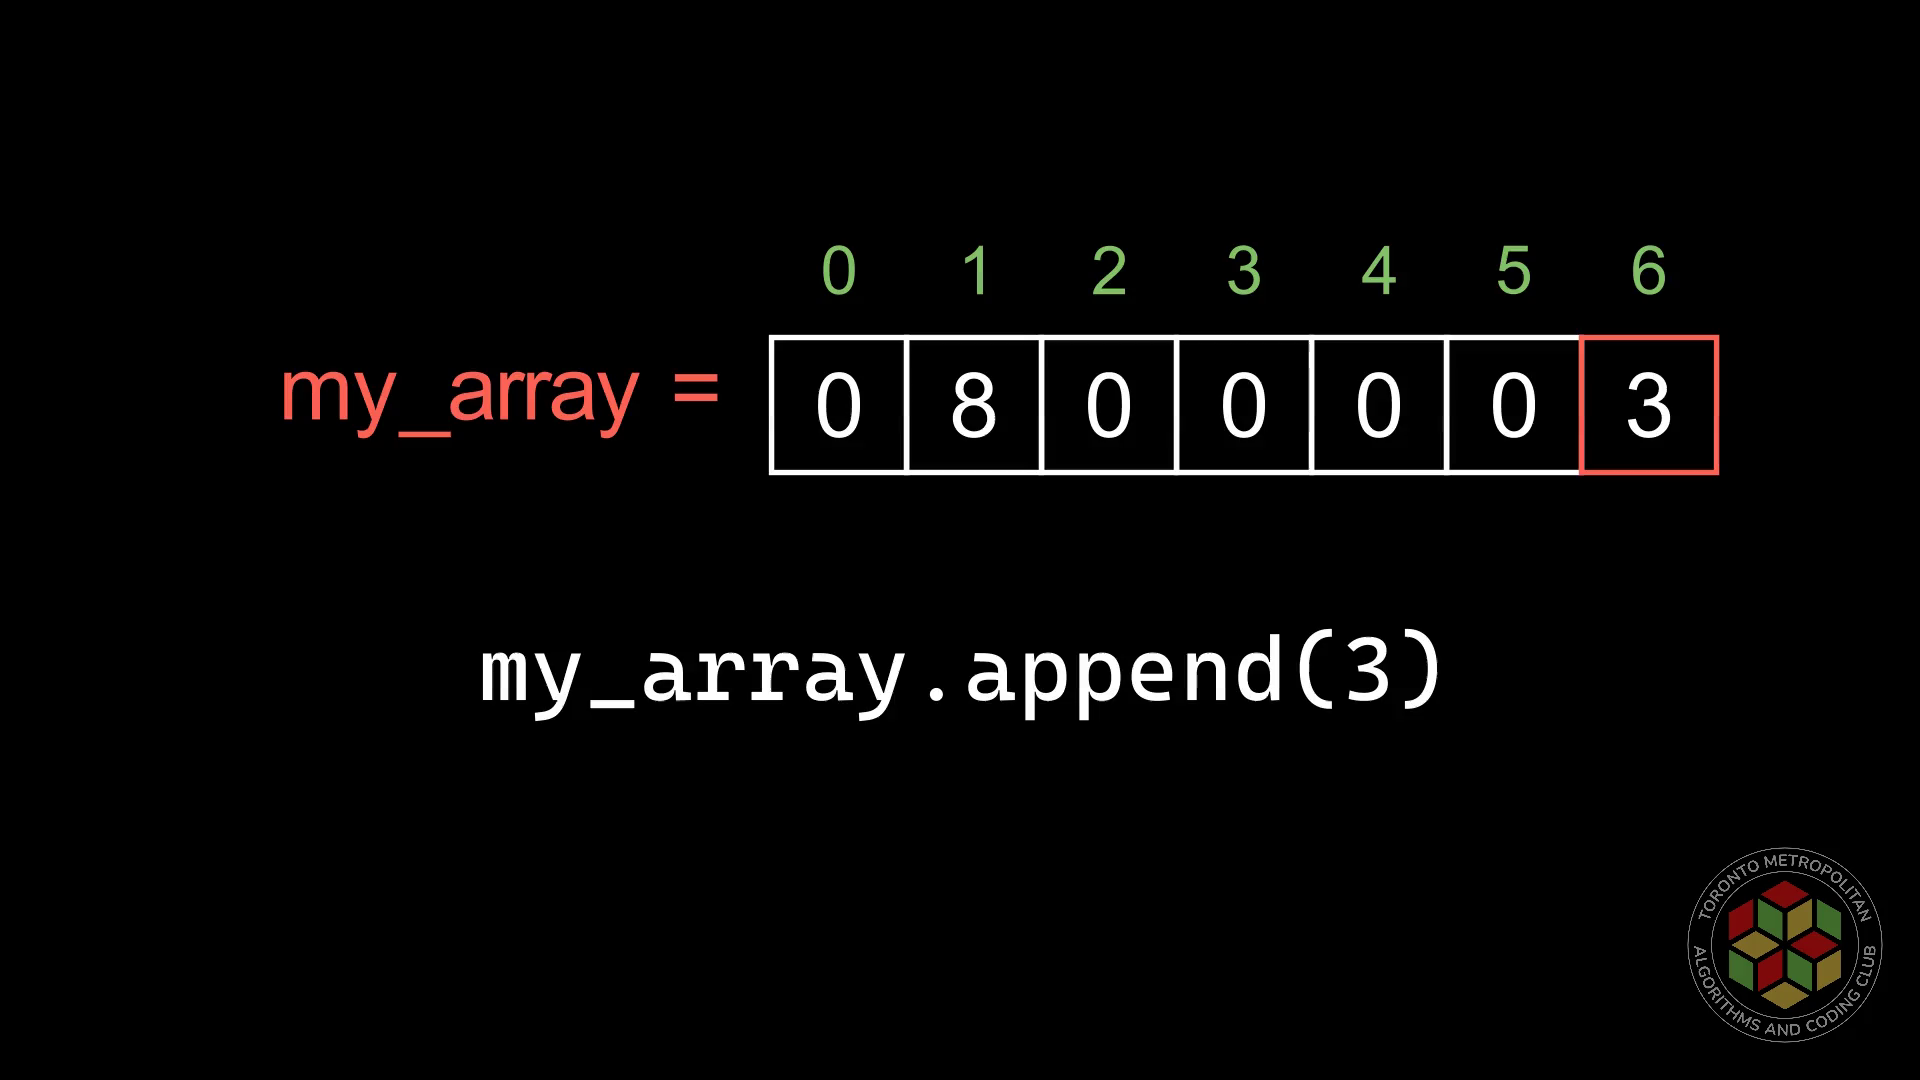 0 1 2 3 4 5 6
my_array = 0 8 0 0 0 0 3
my_array.append(3)
TORONTO METROPOLITAN
ALGORITHMS AND CODING CLUB